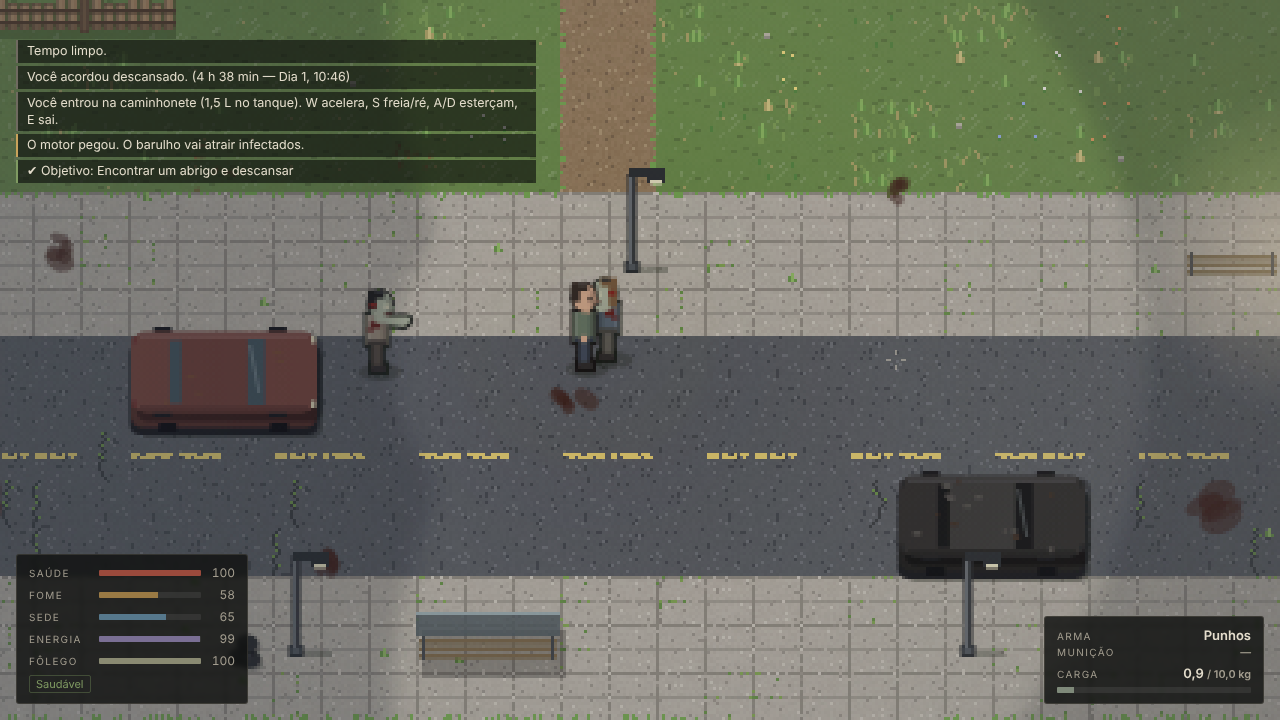 Tempo limpo.
Você acordou descansado. (4 h 38 min — Dia 1, 10:46)
Você entrou na caminhonete (1,5 L no tanque). W acelera, S freia/ré, A/D esterçam,
E sai.
O motor pegou. O barulho vai atrair infectados.
✔ Objetivo: Encontrar um abrigo e descansar
SAÚDE 100
FOME 58
SEDE 65
ENERGIA 99
FÔLEGO 100
Saudável
ARMA Punhos
MUNIÇÃO —
CARGA 0,9 / 10,0 kg